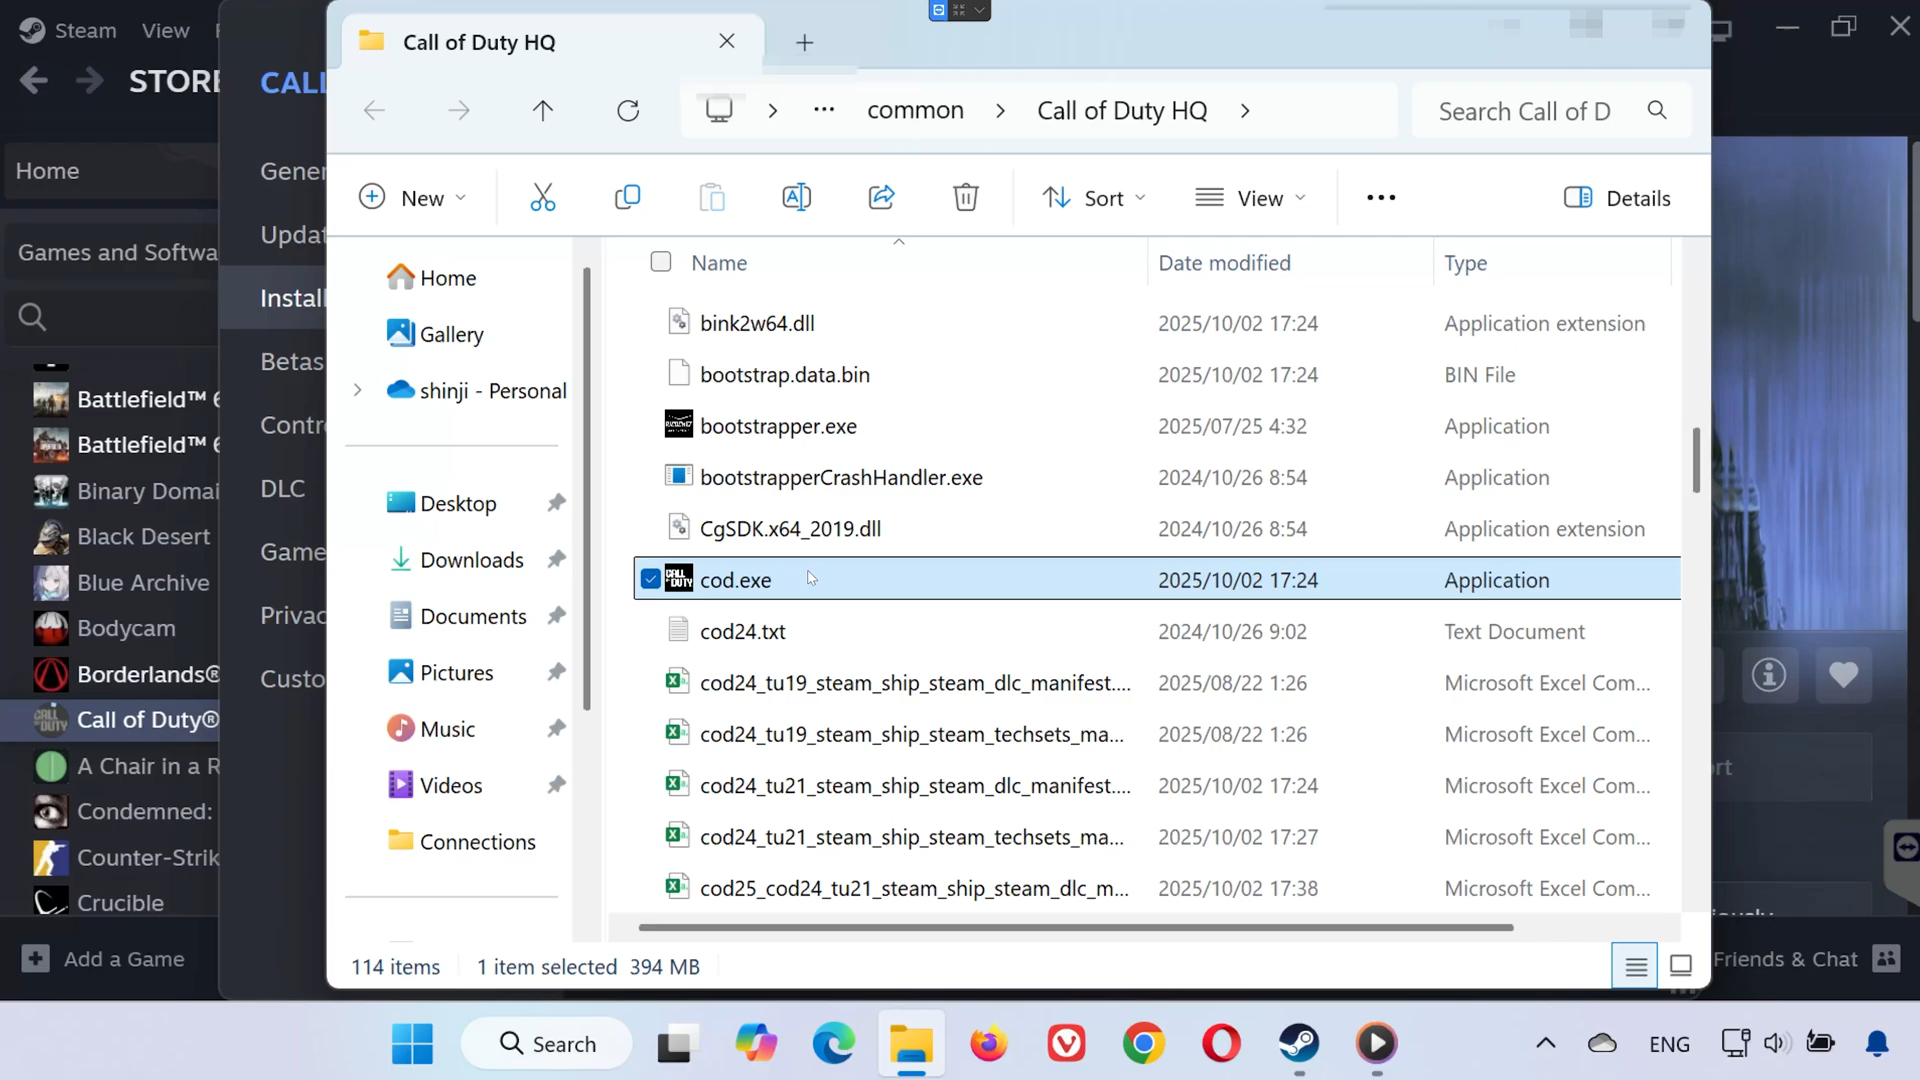 Steam View
STORE
Home
Games and Softwa
Battlefield™ 6
Battlefield™ 6
Binary Domai
Black Desert
Blue Archive
Bodycam
Borderlands®
Call of Duty®
A Chair in a R
Condemned:
Counter-Strik
Crucible
Add a Game
CALL
Gener
Updat
Install
Betas
Contr
DLC
Game
Privac
Custo
Call of Duty HQ
common
Call of Duty HQ
Search Call of D
New
Sort
View
Details
Home
Gallery
shinji - Personal
Desktop
Downloads
Documents
Pictures
Music
Videos
Connections
Name Date modified Type
bink2w64.dll 2025/10/02 17:24 Application extension
bootstrap.data.bin 2025/10/02 17:24 BIN File
bootstrapper.exe 2025/07/25 4:32 Application
bootstrapperCrashHandler.exe 2024/10/26 8:54 Application
CgSDK.x64_2019.dll 2024/10/26 8:54 Application extension
cod.exe 2025/10/02 17:24 Application
cod24.txt 2024/10/26 9:02 Text Document
cod24_tu19_steam_ship_steam_dlc_manifest.... 2025/08/22 1:26 Microsoft Excel Com...
cod24_tu19_steam_ship_steam_techsets_ma... 2025/08/22 1:26 Microsoft Excel Com...
cod24_tu21_steam_ship_steam_dlc_manifest.... 2025/10/02 17:24 Microsoft Excel Com...
cod24_tu21_steam_ship_steam_techsets_ma... 2025/10/02 17:27 Microsoft Excel Com...
cod25_cod24_tu21_steam_ship_steam_dlc_m... 2025/10/02 17:38 Microsoft Excel Com...
114 items 1 item selected 394 MB
Friends & Chat
Search
ENG